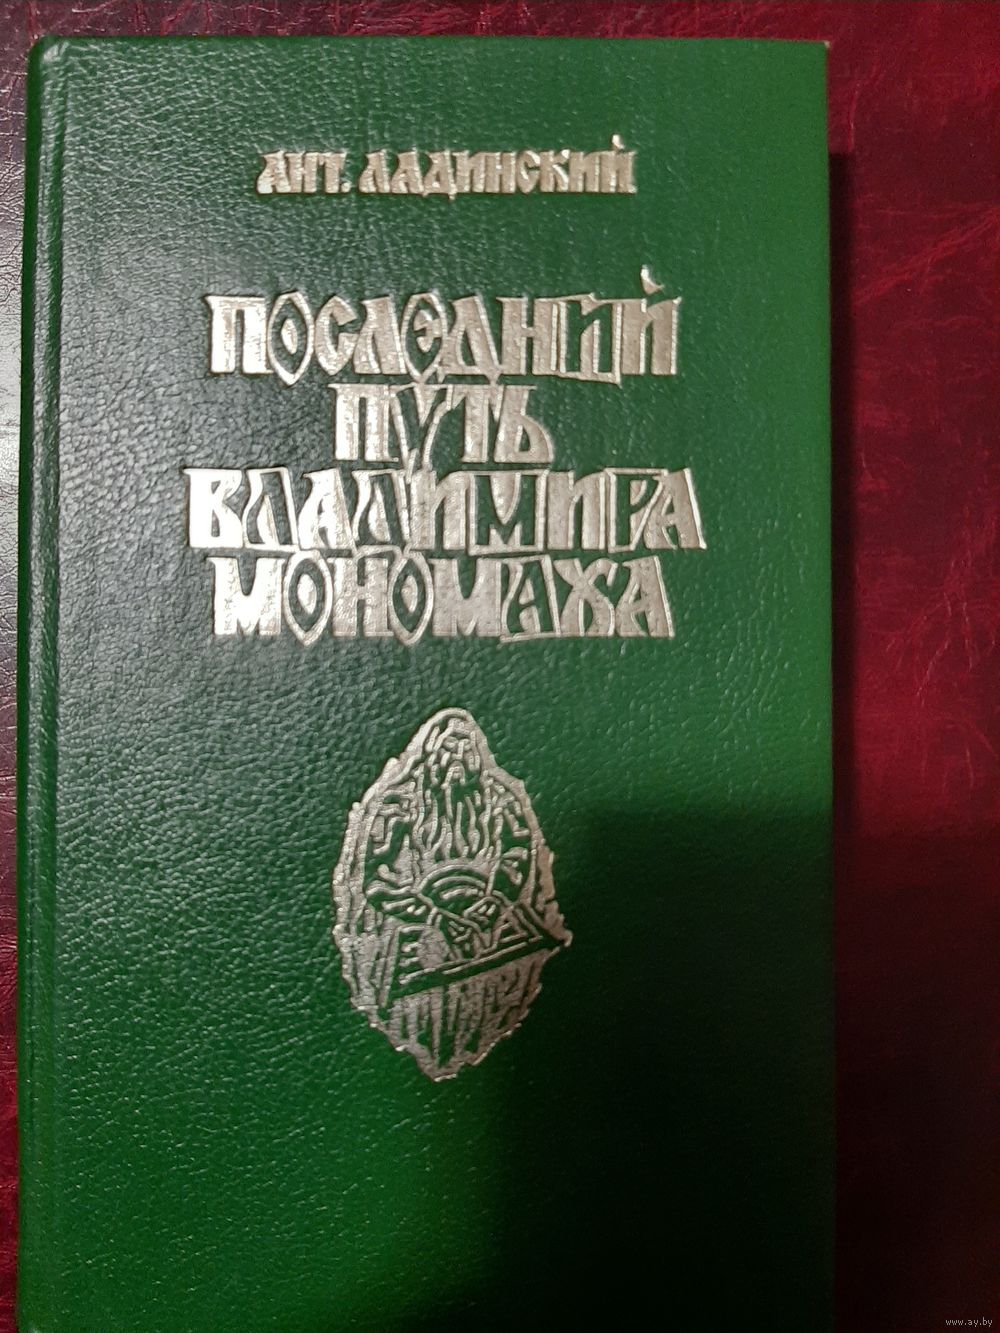 АНТ. ЛАДИНСКИЙ
ПОСЛЕДНИЙ
ПУТЬ
ВЛАДИМИРА
МОНОМАХА
www.ay.by